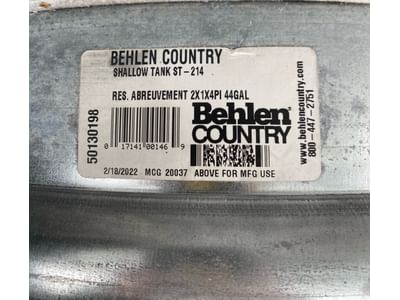 BEHLEN COUNTRY
SHALLOW TANK ST-214
RES. ABREUVEMENT 2X1X4PI 44GAL
50130198
0 17141 00146 9
Behlen
COUNTRY
www.behlencountry.com
800-447-2751
2/18/2022 MCG 20037 ABOVE FOR MFG USE